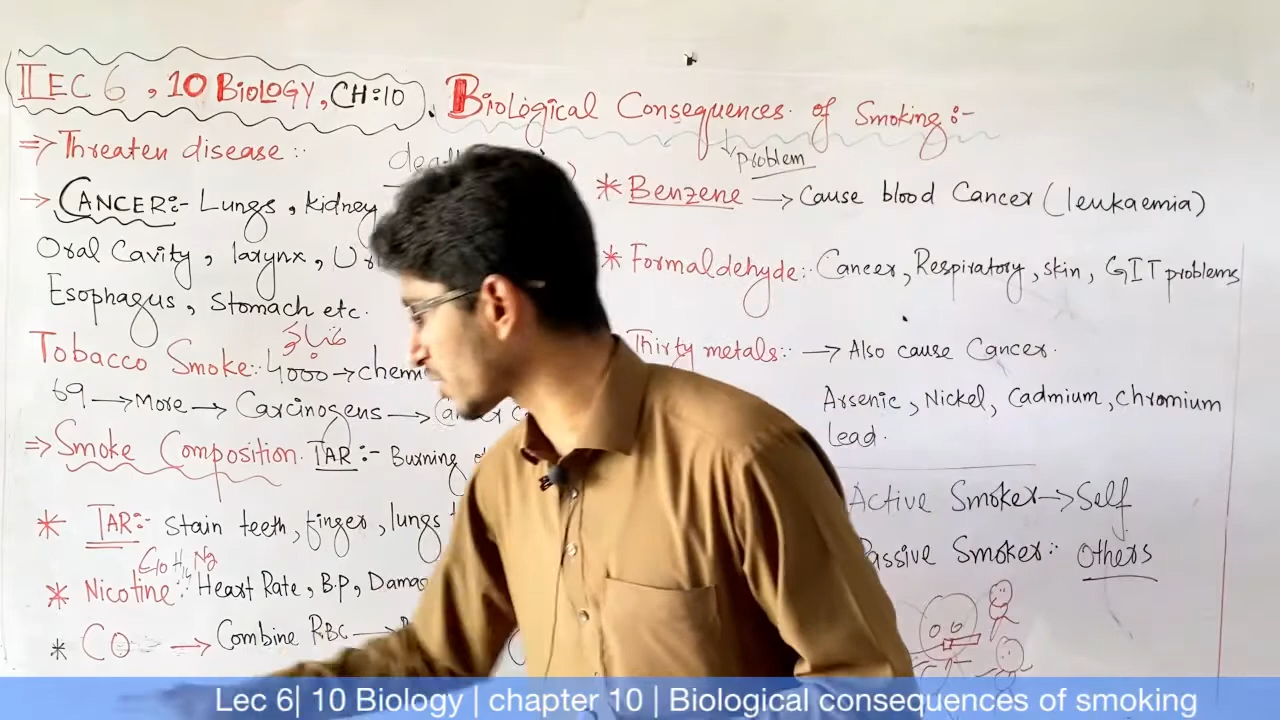 LEC 6, 10 BIOLOGY, CH:10. Biological Consequences of Smoking:-
problem
⇒ Threaten disease:
→ CANCER:- Lungs, kidney
Oral Cavity, larynx,
Esophagus, Stomach etc.
Tobacco Smoke: 4000 → chem
69 → More → Carcinogens →
⇒ Smoke Composition. TAR:- Burning
* TAR:- Stain teeth, finger, lungs
C10H14N2
* Nicotine: Heart Rate, B.P, Damag
* CO → Combine RBC →
* Benzene → Cause blood Cancer (leukaemia)
* Formaldehyde: Cancer, Respiratory, skin, GIT problems
Thirty metals: → Also cause Cancer.
Arsenic, Nickel, Cadmium, chromium
lead.
Active Smoker → Self
Passive Smoker: Others
Lec 6| 10 Biology | chapter 10 | Biological consequences of smoking